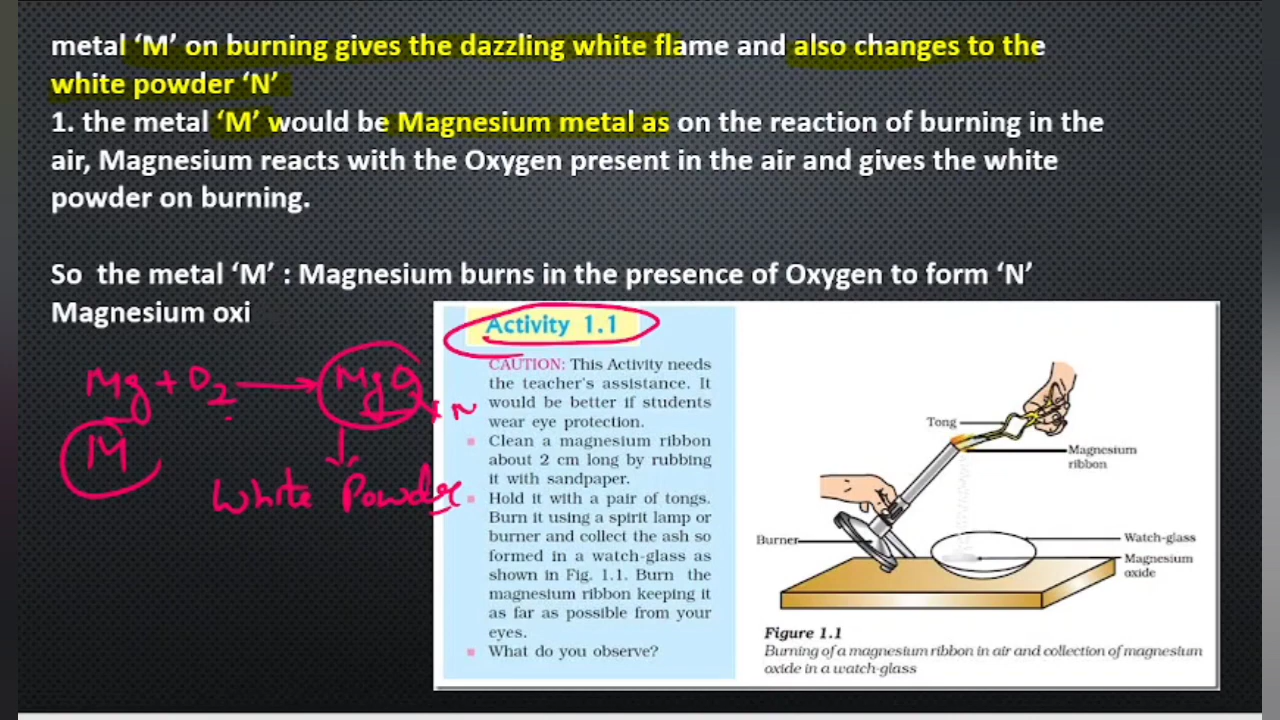 metal ‘M’ on burning gives the dazzling white flame and also changes to the
white powder ‘N’
1. the metal ‘M’ would be Magnesium metal as on the reaction of burning in the
air, Magnesium reacts with the Oxygen present in the air and gives the white
powder on burning.
So the metal ‘M’ : Magnesium burns in the presence of Oxygen to form ‘N’
Magnesium oxi
Mg + O2 → MgO
N
M
White Powder
Activity 1.1
CAUTION: This Activity needs
the teacher's assistance. It
would be better if students
wear eye protection.
Clean a magnesium ribbon
about 2 cm long by rubbing
it with sandpaper.
Hold it with a pair of tongs.
Burn it using a spirit lamp or
burner and collect the ash so
formed in a watch-glass as
shown in Fig. 1.1. Burn the
magnesium ribbon keeping it
as far as possible from your
eyes.
What do you observe?
Tong
Magnesium
ribbon
Burner
Watch-glass
Magnesium
oxide
Figure 1.1
Burning of a magnesium ribbon in air and collection of magnesium
oxide in a watch-glass